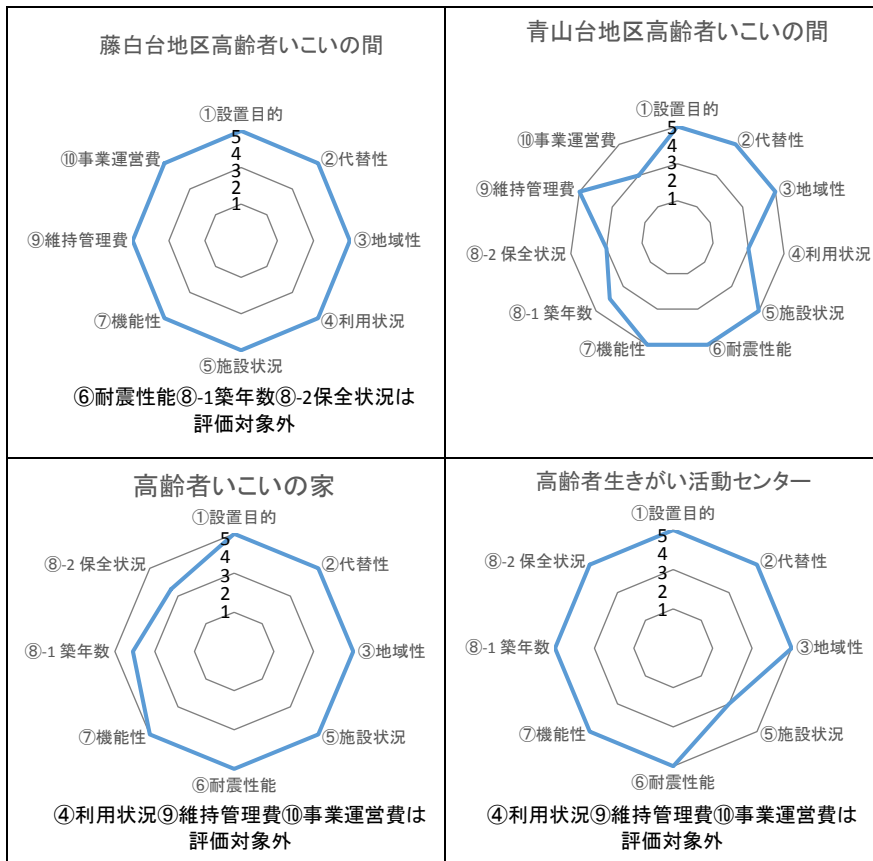 藤白台地区高齢者いこいの間
①設置目的
5
4
3
2
1
②代替性
③地域性
④利用状況
⑤施設状況
⑦機能性
⑨維持管理費
⑩事業運営費
⑥耐震性能⑧-1築年数⑧-2保全状況は
評価対象外
青山台地区高齢者いこいの間
①設置目的
5
4
3
2
1
②代替性
③地域性
④利用状況
⑤施設状況
⑥耐震性能
⑦機能性
⑧-1 築年数
⑧-2 保全状況
⑨維持管理費
⑩事業運営費
高齢者いこいの家
①設置目的
5
4
3
2
1
②代替性
③地域性
⑤施設状況
⑥耐震性能
⑦機能性
⑧-1 築年数
⑧-2 保全状況
④利用状況⑨維持管理費⑩事業運営費は
評価対象外
高齢者生きがい活動センター
①設置目的
5
4
3
2
1
②代替性
③地域性
⑤施設状況
⑥耐震性能
⑦機能性
⑧-1 築年数
⑧-2 保全状況
④利用状況⑨維持管理費⑩事業運営費は
評価対象外